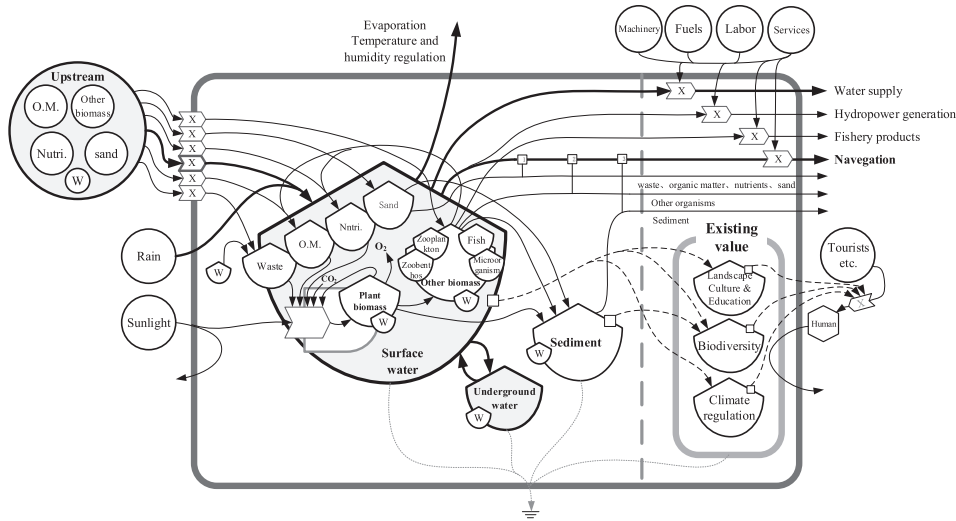 Evaporation
Temperature and
humidity regulation
Machinery
Fuels
Labor
Services
Upstream
O.M.
Other
biomass
Nutri.
sand
W
X
X
X
X
X
X
X
X
X
X
Water supply
Hydropower generation
Fishery products
Navegation
waste、organic matter、nutrients、sand
Other organisms
Sediment
Rain
W
Sunlight
Waste
O.M.
Nntri.
Sand
O2
CO2
Plant
biomass
W
Zooplan
kton
Zoobent
hos
Fish
Microor
ganism
Other biomass
W
Surface
water
Underground
water
W
Sediment
W
Existing
value
Landscape
Culture &
Education
Biodiversity
Climate
regulation
Tourists
etc.
X
Human